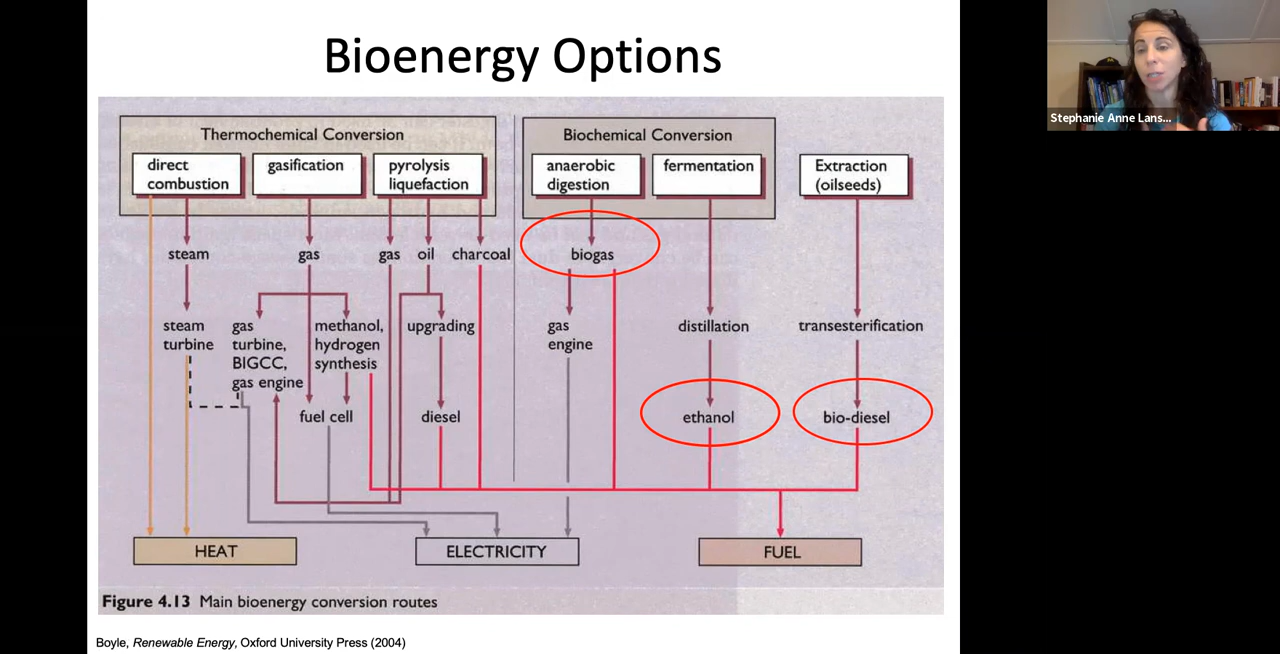 Bioenergy Options
Stephanie Anne Lans...
Thermochemical Conversion
Biochemical Conversion
direct
combustion
gasification
pyrolysis
liquefaction
anaerobic
digestion
fermentation
Extraction
(oilseeds)
steam
gas
gas
oil
charcoal
biogas
steam
turbine
gas
turbine,
BIGCC,
gas engine
methanol,
hydrogen
synthesis
upgrading
gas
engine
distillation
transesterification
fuel cell
diesel
ethanol
bio-diesel
HEAT
ELECTRICITY
FUEL
Figure 4.13 Main bioenergy conversion routes
Boyle, Renewable Energy, Oxford University Press (2004)